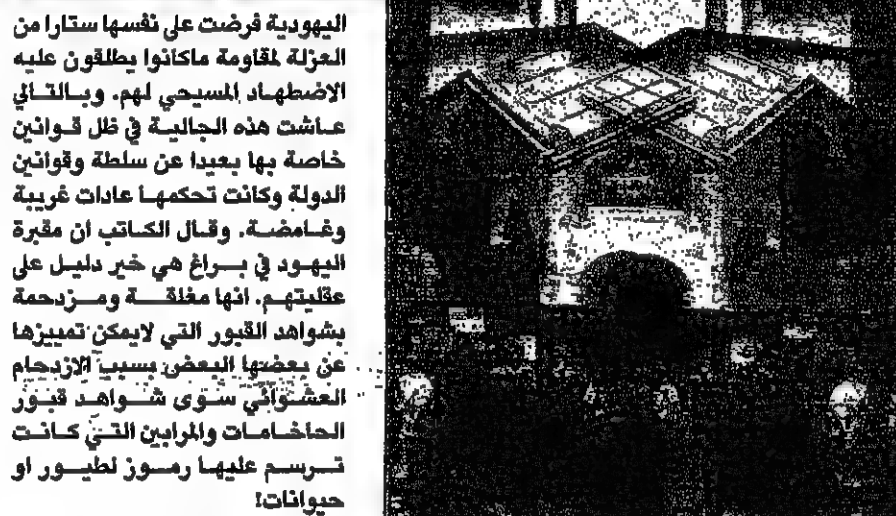 اليهودية فرضت على نفسها ستارا من
العزلة لمقاومة ماكانوا يطلقون عليه
الاضطهاد المسيحي لهم. وبالتالي
عاشت هذه الجالية في ظل قوانين
خاصة بها بعيدا عن سلطة وقوانين
الدولة وكانت تحكمها عادات غريبة
وغامضة. وقال الكاتب ان مقبرة
اليهود في براغ هي خير دليل على
عقليتهم. انها مغلقة ومزدحمة
بشواهد القبور التي لايمكن تمييزها
عن بعضها البعض بسبب الازدحام
العشوائي سوى شواهد قبور
الحاخامات والمرابين التي كانت
ترسم عليها رموز لطيور او
حيوانات!